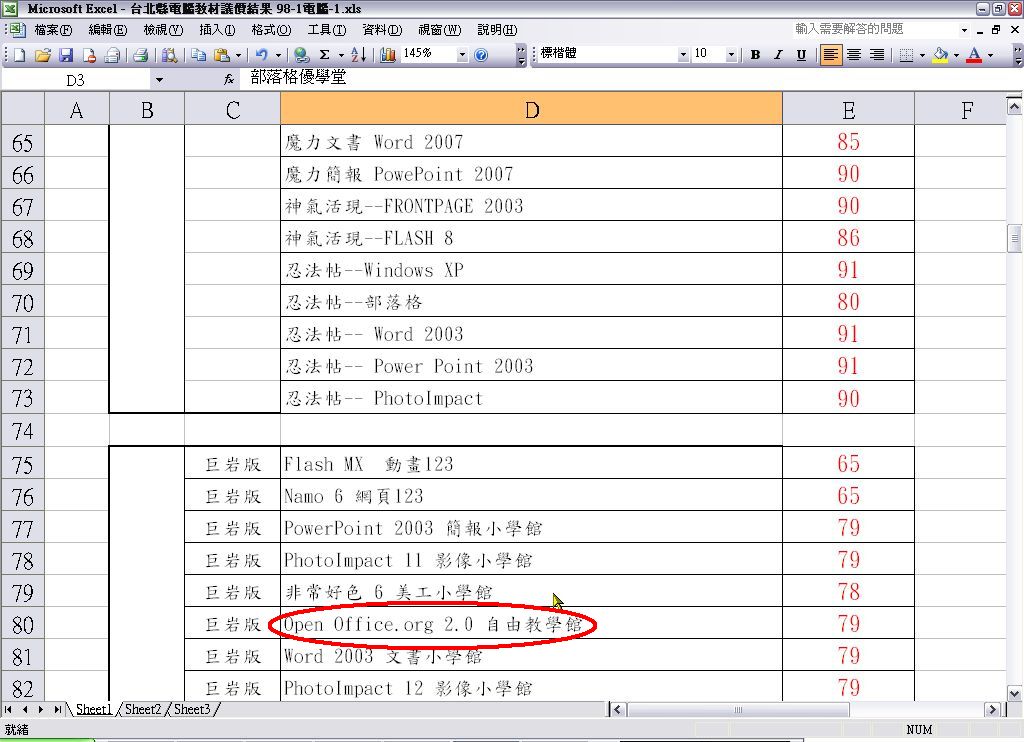 Microsoft Excel - 台北縣電腦教材議價結果 98-1電腦-1.xls
檔案(F) 編輯(E) 檢視(V) 插入(I) 格式(O) 工具(T) 資料(D) 視窗(W) 說明(H) 輸入需要解答的問題
145% 標楷體 10 B I U A
D3 fx 部落格優學堂
A B C D E F
65 魔力文書 Word 2007 85
66 魔力簡報 PowePoint 2007 90
67 神氣活現--FRONTPAGE 2003 90
68 神氣活現--FLASH 8 86
69 忍法帖--Windows XP 91
70 忍法帖--部落格 80
71 忍法帖-- Word 2003 91
72 忍法帖-- Power Point 2003 91
73 忍法帖-- PhotoImpact 90
74
75 巨岩版 Flash MX 動畫123 65
76 巨岩版 Namo 6 網頁123 65
77 巨岩版 PowerPoint 2003 簡報小學館 79
78 巨岩版 PhotoImpact 11 影像小學館 79
79 巨岩版 非常好色 6 美工小學館 78
80 巨岩版 Open Office.org 2.0 自由教學館 79
81 巨岩版 Word 2003 文書小學館 79
82 巨岩版 PhotoImpact 12 影像小學館 79
Sheet1 Sheet2 Sheet3
就緒 NUM